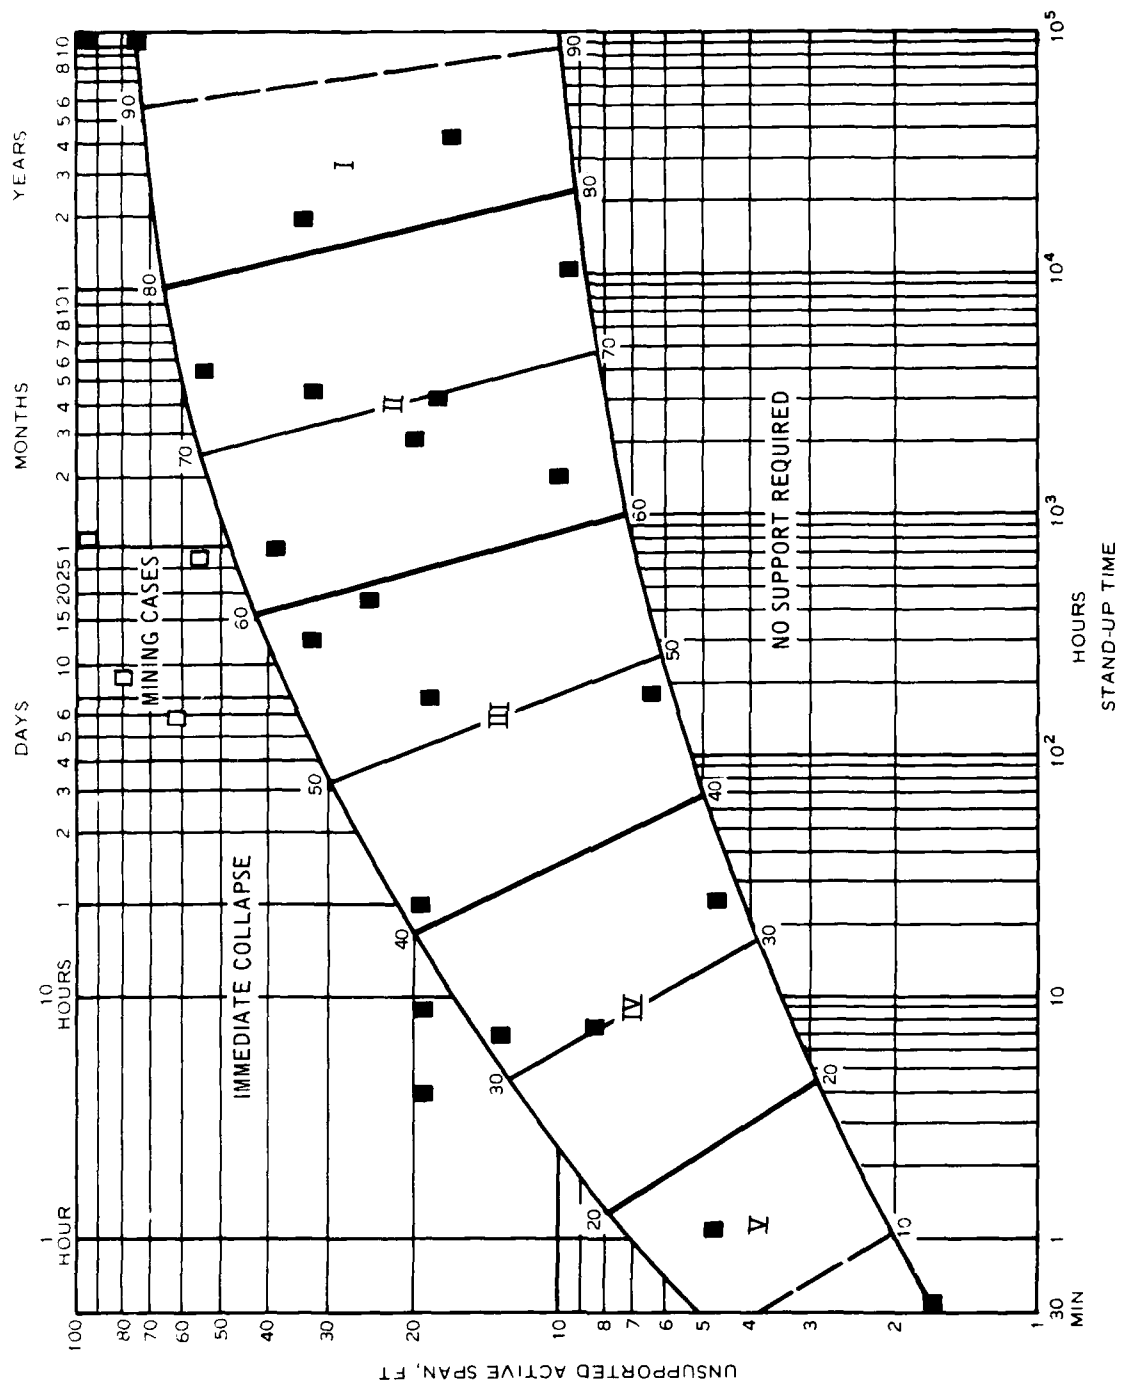 DAYS MONTHS YEARS
1 10 1 2 3 4 5 6 10 15 20 25 1 2 3 4 5 6 7 8 10 1 2 3 4 5 6 8 10
HOUR HOURS
UNSUPPORTED ACTIVE SPAN, FT
100
80
70
60
50
40
30
20
10
8
7
6
5
4
3
2
1
MINING CASES
IMMEDIATE COLLAPSE
20 30 40 50 60 70 80 90
I
II
III
IV
V
10 20 30 40 50 60 70 80 90
NO SUPPORT REQUIRED
30 1 10 10² 10³ 10⁴ 10⁵
MIN HOURS
STAND-UP TIME